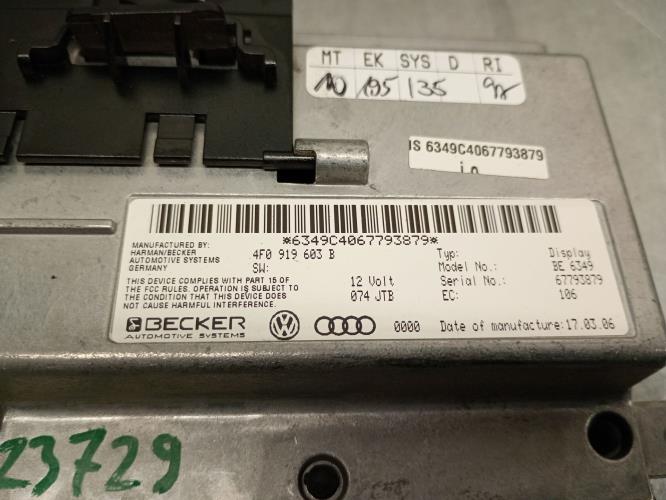 MT EK SYS D RI
10 195 135
IS 6349C4067793879
*6349C4067793879*
MANUFACTURED BY:
HARMAN/BECKER
AUTOMOTIVE SYSTEMS
GERMANY
4F0 919 603 B
SW:
Typ: Display
Model No.: BE 6349
THIS DEVICE COMPLIES WITH PART 15 OF
THE FCC RULES. OPERATION IS SUBJECT TO
THE CONDITION THAT THIS DEVICE DOES
NOT CAUSE HARMFUL INTERFERENCE.
12 Volt
074 JTB
Serial No.: 67793879
EC: 106
BECKER
AUTOMOTIVE SYSTEMS
0000
Date of manufacture:17.03.06
23729